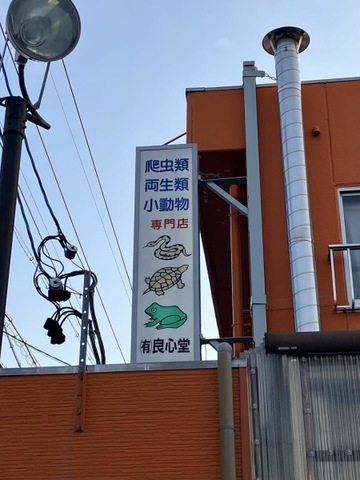 爬虫類
両生類
小動物
専門店
(有)良心堂